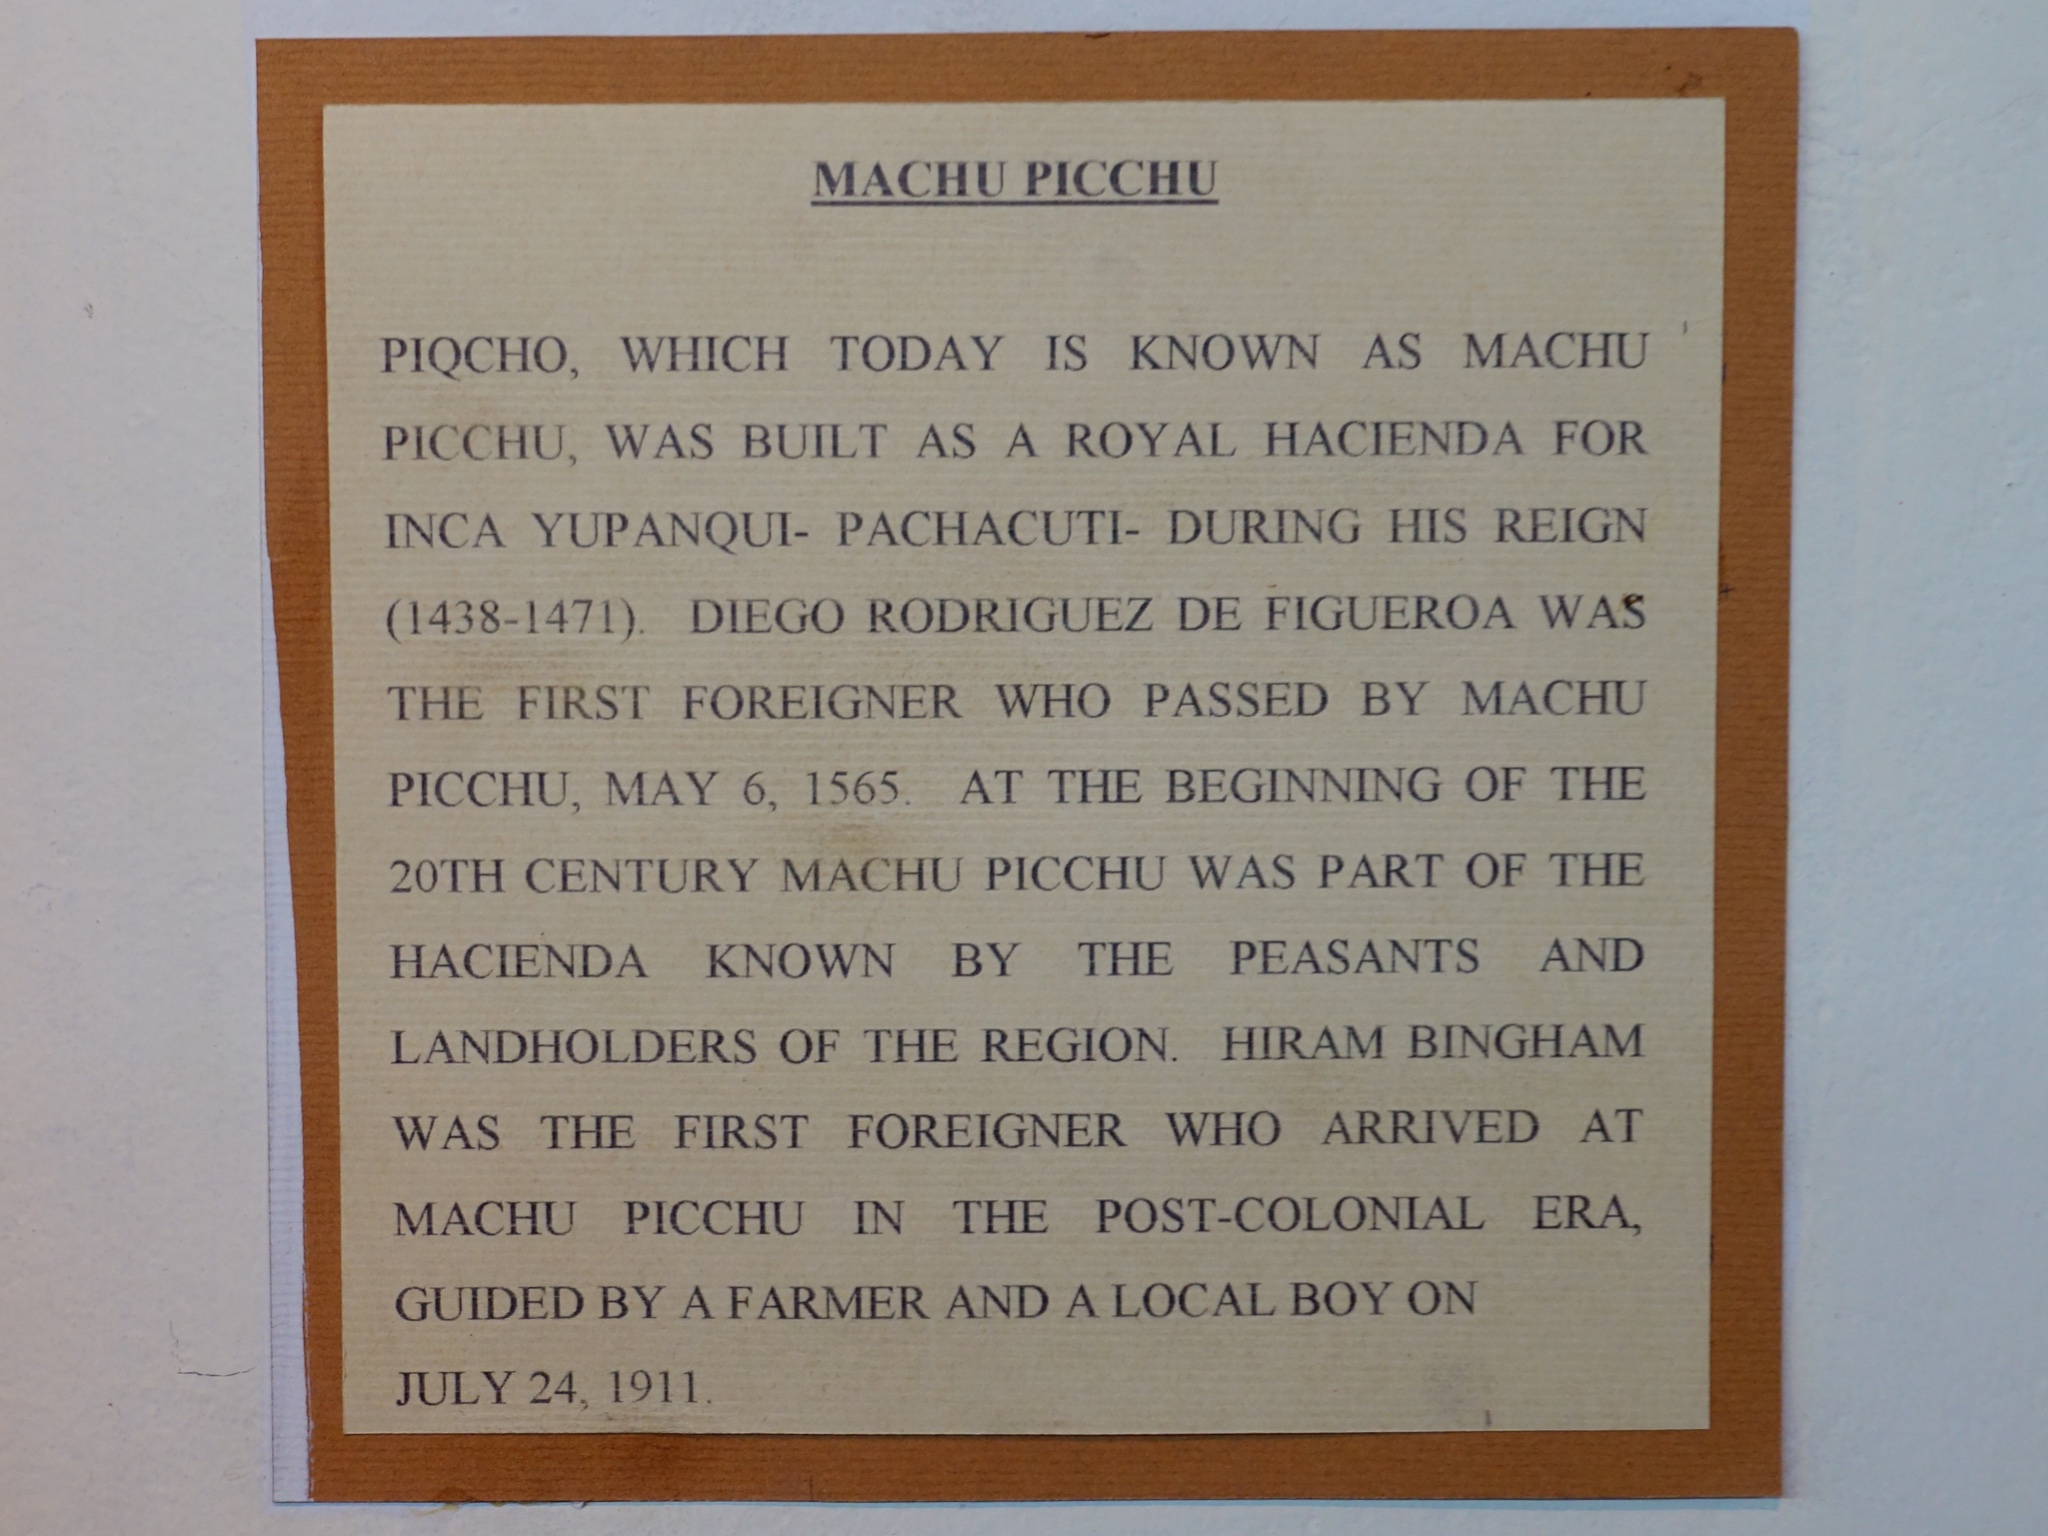 MACHU PICCHU
PIQCHO, WHICH TODAY IS KNOWN AS MACHU
PICCHU, WAS BUILT AS A ROYAL HACIENDA FOR
INCA YUPANQUI- PACHACUTI- DURING HIS REIGN
(1438-1471). DIEGO RODRIGUEZ DE FIGUEROA WAS
THE FIRST FOREIGNER WHO PASSED BY MACHU
PICCHU, MAY 6, 1565. AT THE BEGINNING OF THE
20TH CENTURY MACHU PICCHU WAS PART OF THE
HACIENDA KNOWN BY THE PEASANTS AND
LANDHOLDERS OF THE REGION. HIRAM BINGHAM
WAS THE FIRST FOREIGNER WHO ARRIVED AT
MACHU PICCHU IN THE POST-COLONIAL ERA,
GUIDED BY A FARMER AND A LOCAL BOY ON
JULY 24, 1911.